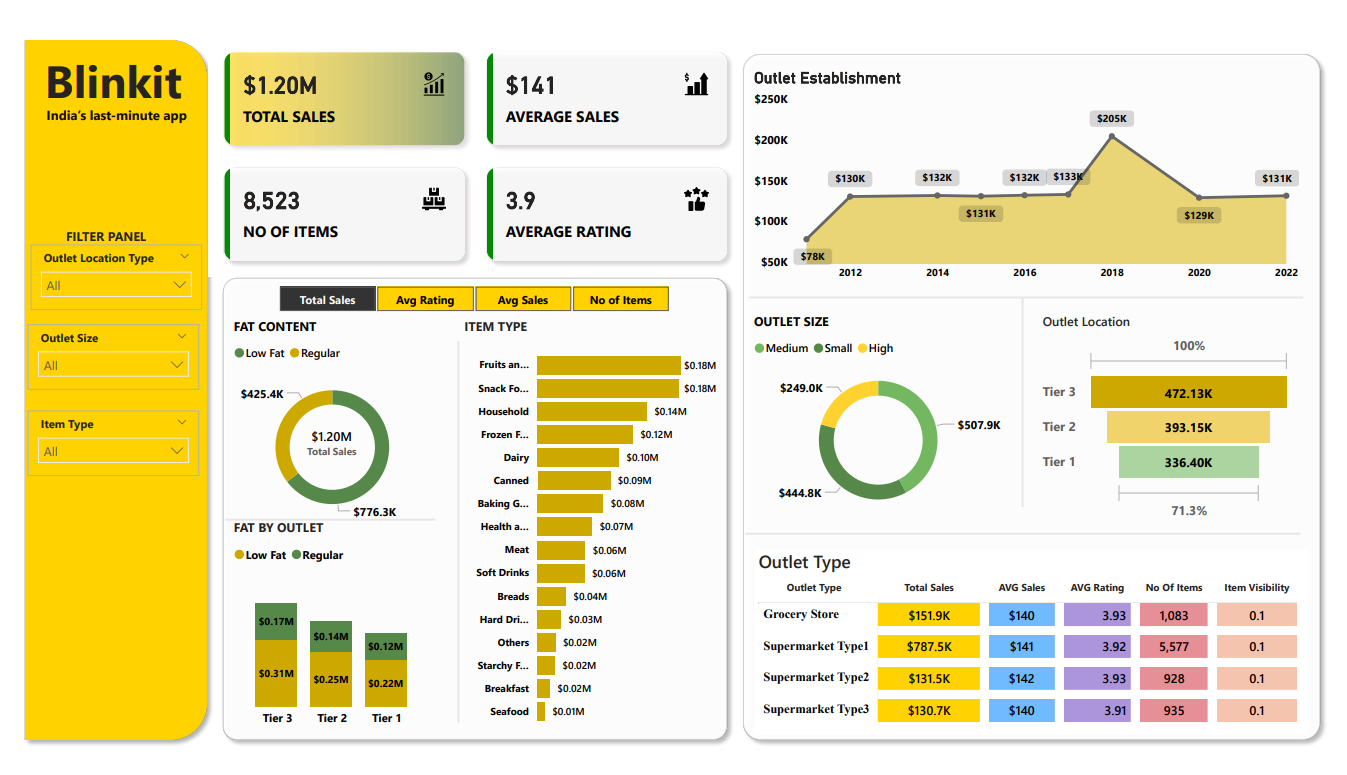 Blinkit
India's last-minute app
FILTER PANEL
Outlet Location Type
All
Outlet Size
All
Item Type
All
$1.20M
TOTAL SALES
$141
AVERAGE SALES
8,523
NO OF ITEMS
3.9
AVERAGE RATING
Total Sales Avg Rating Avg Sales No of Items
FAT CONTENT
Low Fat Regular
$425.4K
$1.20M
Total Sales
$776.3K
FAT BY OUTLET
Low Fat Regular
$0.17M $0.14M $0.12M
$0.31M $0.25M $0.22M
Tier 3 Tier 2 Tier 1
ITEM TYPE
Fruits an... $0.18M
Snack Fo... $0.18M
Household $0.14M
Frozen F... $0.12M
Dairy $0.10M
Canned $0.09M
Baking G... $0.08M
Health a... $0.07M
Meat $0.06M
Soft Drinks $0.06M
Breads $0.04M
Hard Dri... $0.03M
Others $0.02M
Starchy F... $0.02M
Breakfast $0.02M
Seafood $0.01M
Outlet Establishment
$250K
$200K
$150K
$100K
$50K
$78K $130K $132K $131K $132K $133K $205K $129K $131K
2012 2014 2016 2018 2020 2022
OUTLET SIZE
Medium Small High
$249.0K
$507.9K
$444.8K
Outlet Location
100%
Tier 3 472.13K
Tier 2 393.15K
Tier 1 336.40K
71.3%
Outlet Type
Outlet Type Total Sales AVG Sales AVG Rating No Of Items Item Visibility
Grocery Store $151.9K $140 3.93 1,083 0.1
Supermarket Type1 $787.5K $141 3.92 5,577 0.1
Supermarket Type2 $131.5K $142 3.93 928 0.1
Supermarket Type3 $130.7K $140 3.91 935 0.1